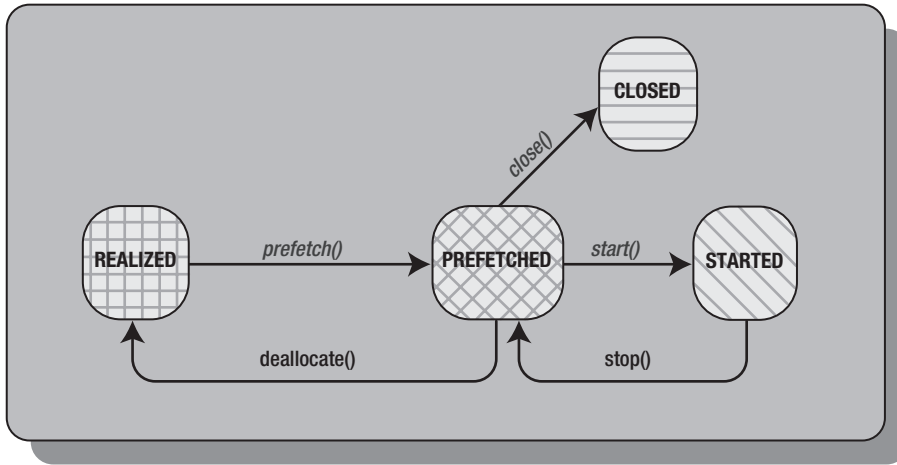 CLOSED
close()
REALIZED
prefetch()
PREFETCHED
start()
STARTED
deallocate()
stop()